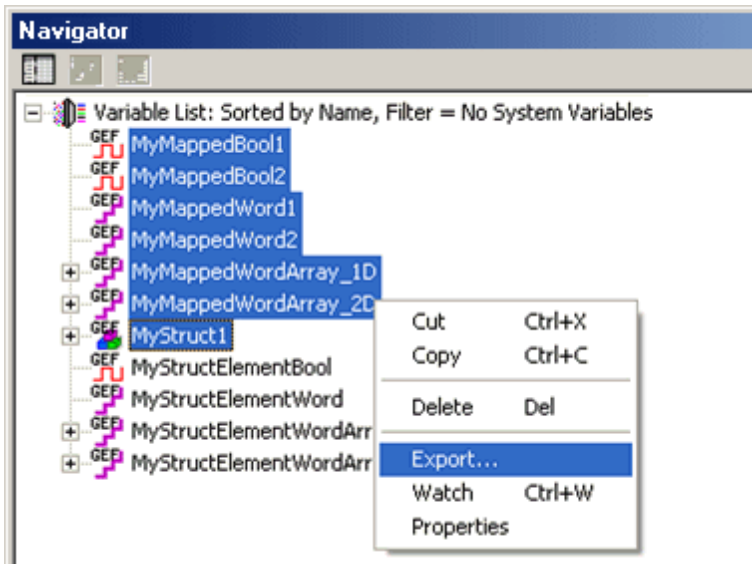 Navigator
Variable List: Sorted by Name, Filter = No System Variables
GEF MyMappedBool1
GEF MyMappedBool2
GEF MyMappedWord1
GEF MyMappedWord2
GEF MyMappedWordArray_1D
GEF MyMappedWordArray_2D
GEF MyStruct1
GEF MyStructElementBool
GEF MyStructElementWord
GEF MyStructElementWordArr
GEF MyStructElementWordArr
Cut Ctrl+X
Copy Ctrl+C
Delete Del
Export...
Watch Ctrl+W
Properties